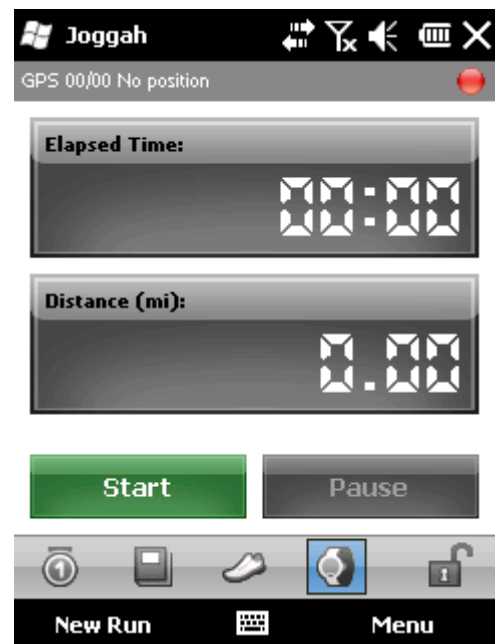 Joggah
GPS 00/00 No position
Elapsed Time:
00:00
Distance (mi):
0.00
Start Pause
1
New Run Menu